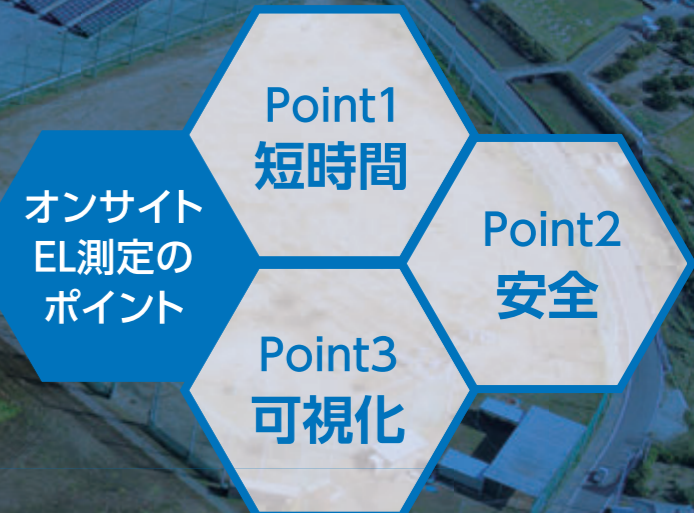 オンサイト
EL測定の
ポイント
Point1
短時間
Point2
安全
Point3
可視化